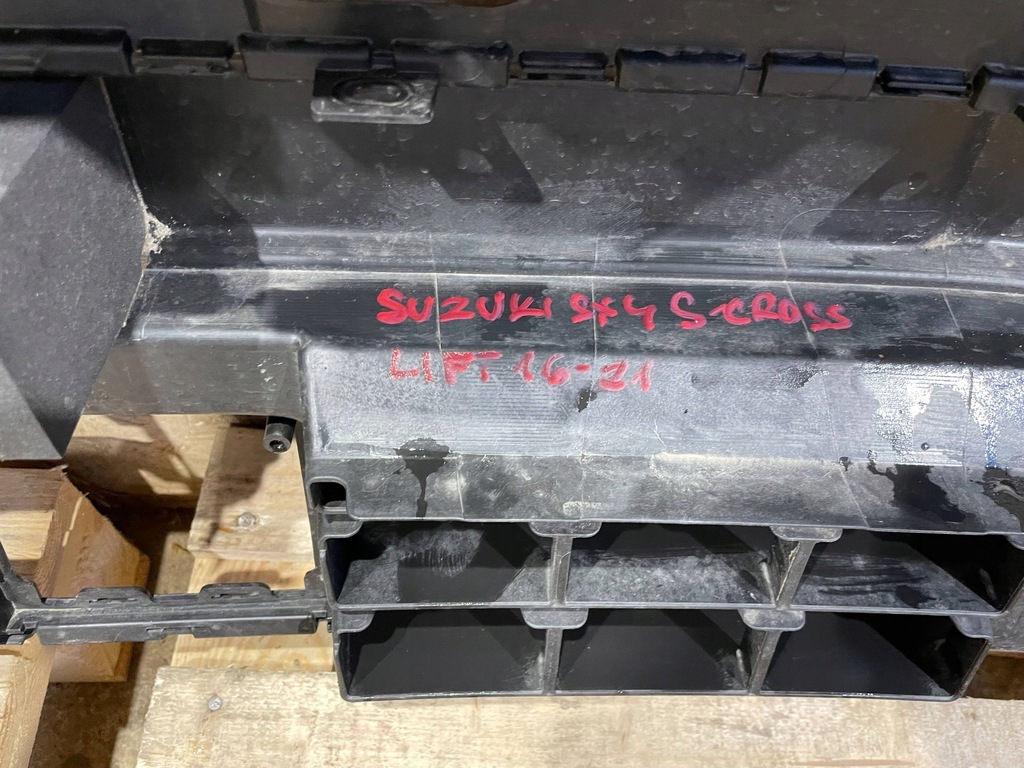 SUZUKI SX4 S-CROSS
LIFT 16-21